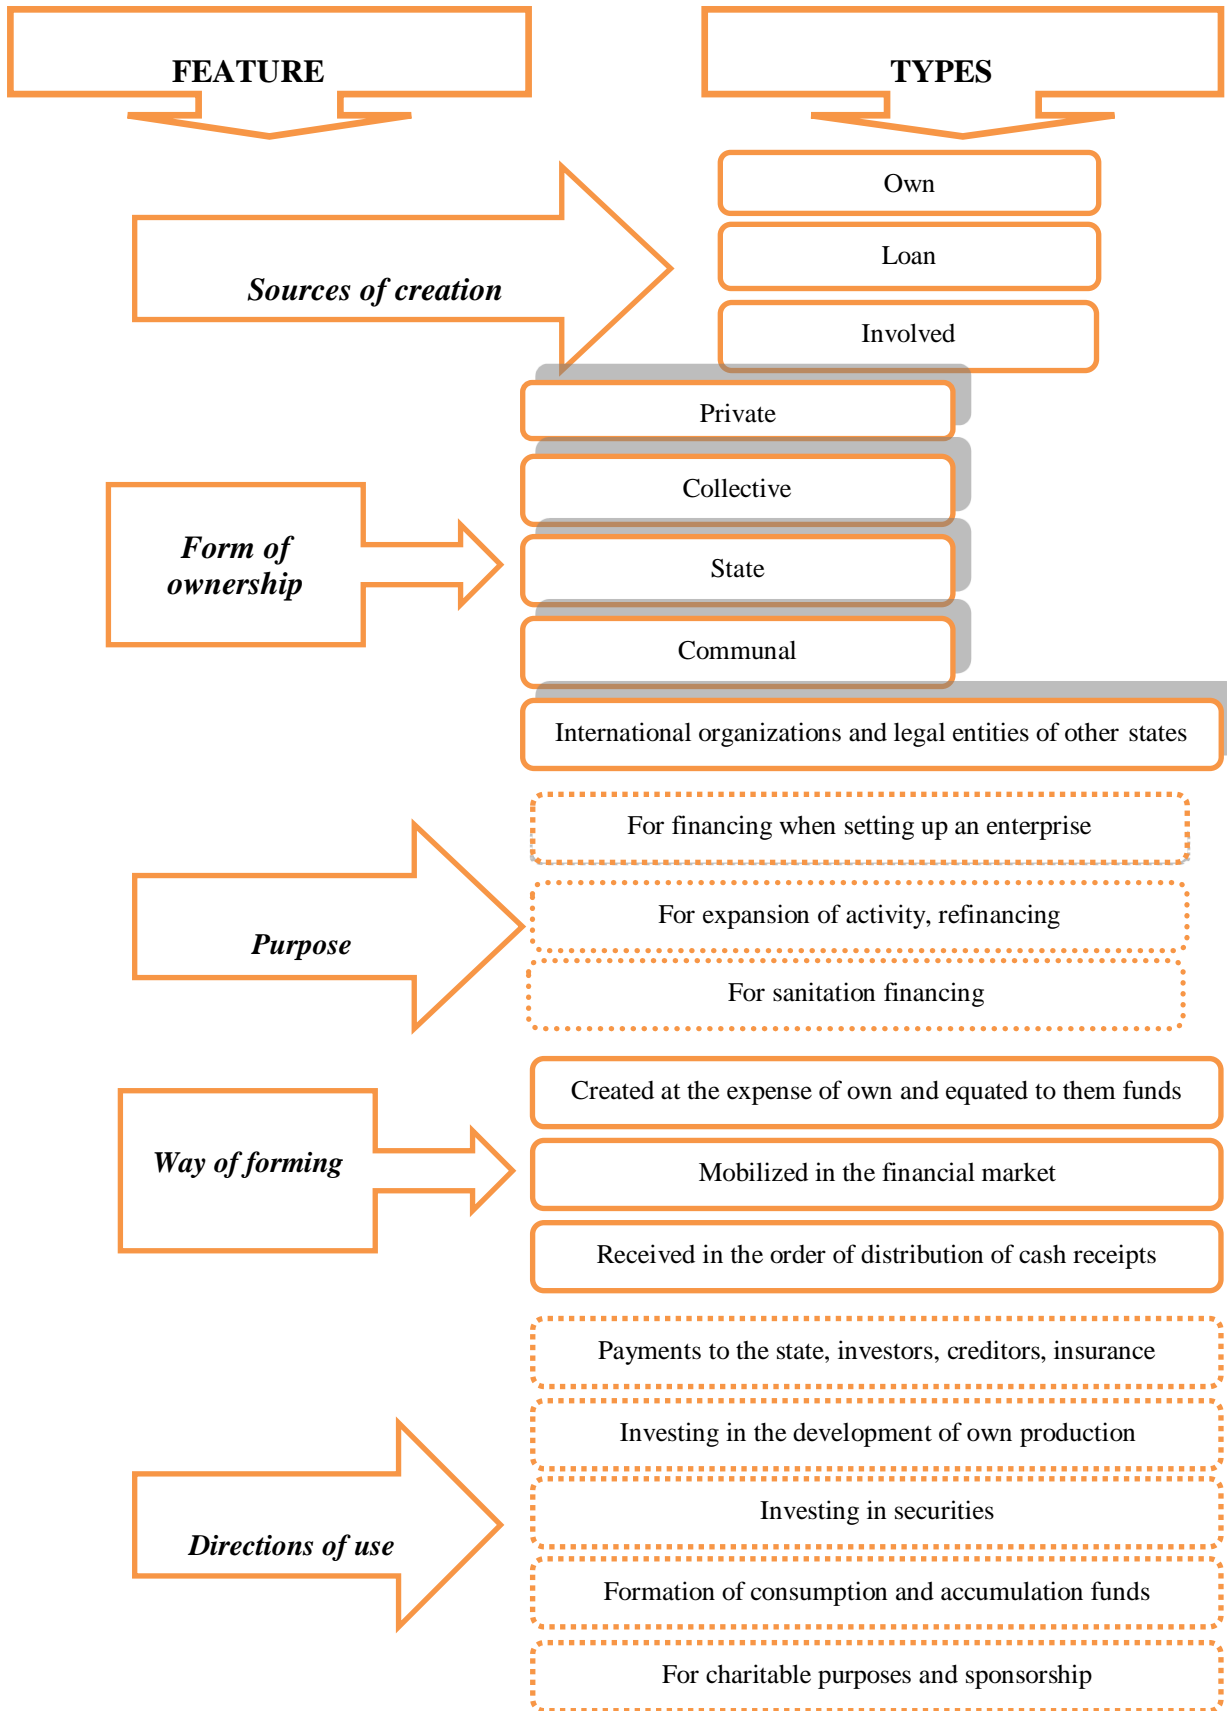 FEATURE
TYPES
Sources of creation
Own
Loan
Involved
Form of
ownership
Private
Collective
State
Communal
International organizations and legal entities of other states
Purpose
For financing when setting up an enterprise
For expansion of activity, refinancing
For sanitation financing
Way of forming
Created at the expense of own and equated to them funds
Mobilized in the financial market
Received in the order of distribution of cash receipts
Directions of use
Payments to the state, investors, creditors, insurance
Investing in the development of own production
Investing in securities
Formation of consumption and accumulation funds
For charitable purposes and sponsorship